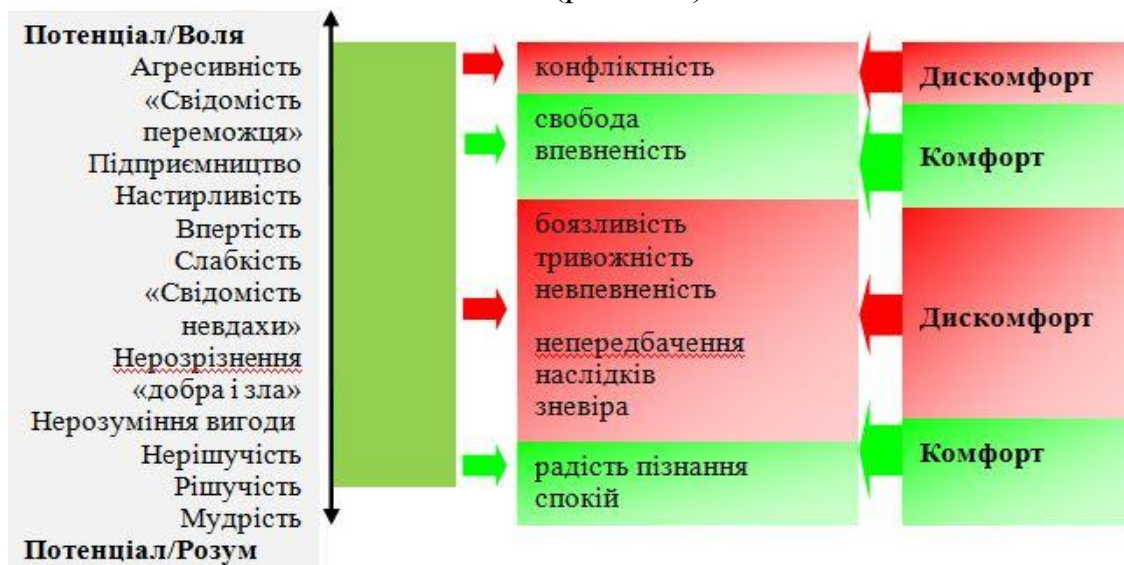 Потенціал/Воля
Агресивність
«Свідомість
переможця»
Підприємництво
Настирливість
Впертість
Слабкість
«Свідомість
невдахи»
Нерозрізнення
«добра і зла»
Нерозуміння вигоди
Нерішучість
Рішучість
Мудрість
Потенціал/Розум
конфліктність
свобода
впевненість
боязливість
тривожність
невпевненість
непередбачення
наслідків
зневіра
радість пізнання
спокій
Дискомфорт
Комфорт
Дискомфорт
Комфорт